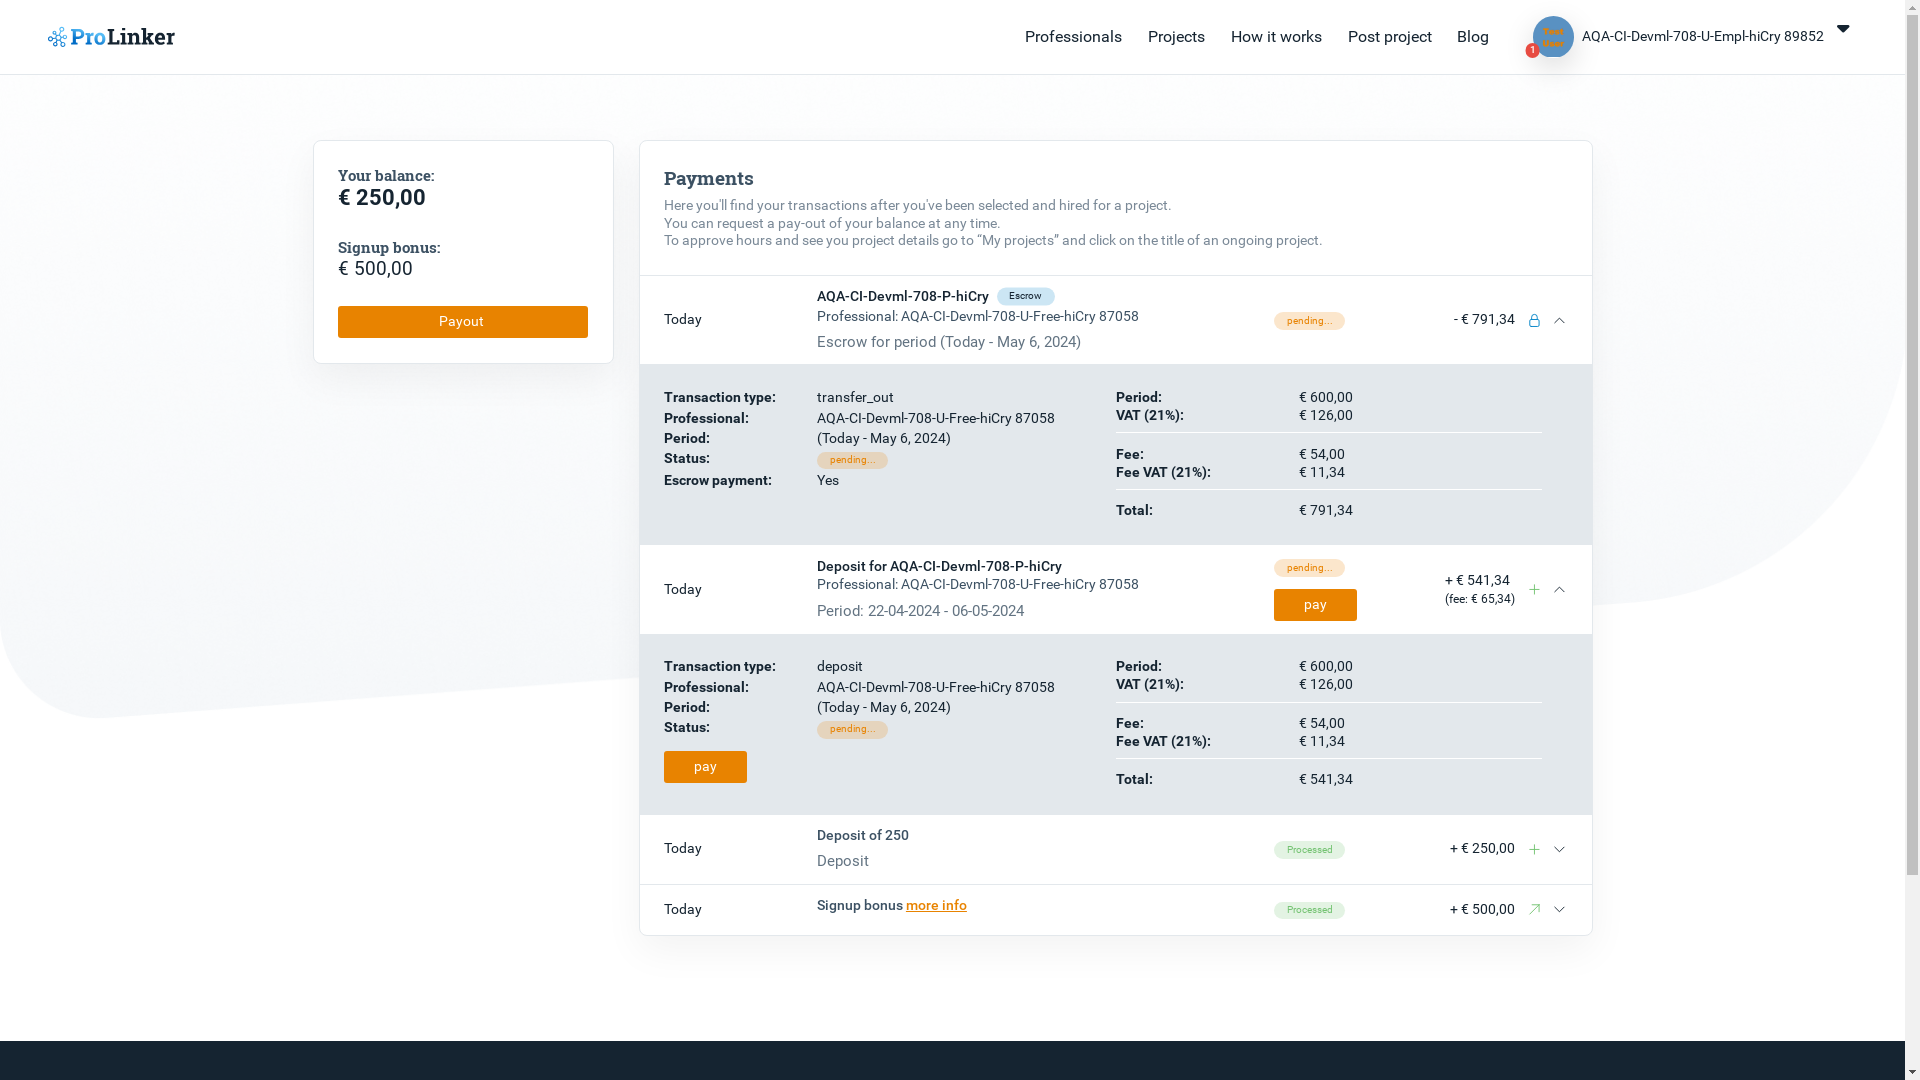 ProLinker
Professionals
Projects
How it works
Post project
Blog
Test
User
1
AQA-CI-Devml-708-U-Empl-hiCry 89852
Your balance:
€ 250,00
Signup bonus:
€ 500,00
Payout
Payments
Here you'll find your transactions after you've been selected and hired for a project.
You can request a pay-out of your balance at any time.
To approve hours and see you project details go to “My projects” and click on the title of an ongoing project.
Today
AQA-CI-Devml-708-P-hiCry Escrow
Professional: AQA-CI-Devml-708-U-Free-hiCry 87058
Escrow for period (Today - May 6, 2024)
pending...
- € 791,34
Transaction type: transfer_out
Professional: AQA-CI-Devml-708-U-Free-hiCry 87058
Period: (Today - May 6, 2024)
Status: pending...
Escrow payment: Yes
Period: € 600,00
VAT (21%): € 126,00
Fee: € 54,00
Fee VAT (21%): € 11,34
Total: € 791,34
Today
Deposit for AQA-CI-Devml-708-P-hiCry
Professional: AQA-CI-Devml-708-U-Free-hiCry 87058
Period: 22-04-2024 - 06-05-2024
pending...
pay
+ € 541,34
(fee: € 65,34)
Transaction type: deposit
Professional: AQA-CI-Devml-708-U-Free-hiCry 87058
Period: (Today - May 6, 2024)
Status: pending...
pay
Period: € 600,00
VAT (21%): € 126,00
Fee: € 54,00
Fee VAT (21%): € 11,34
Total: € 541,34
Today
Deposit of 250
Deposit
Processed
+ € 250,00
Today
Signup bonus more info
Processed
+ € 500,00